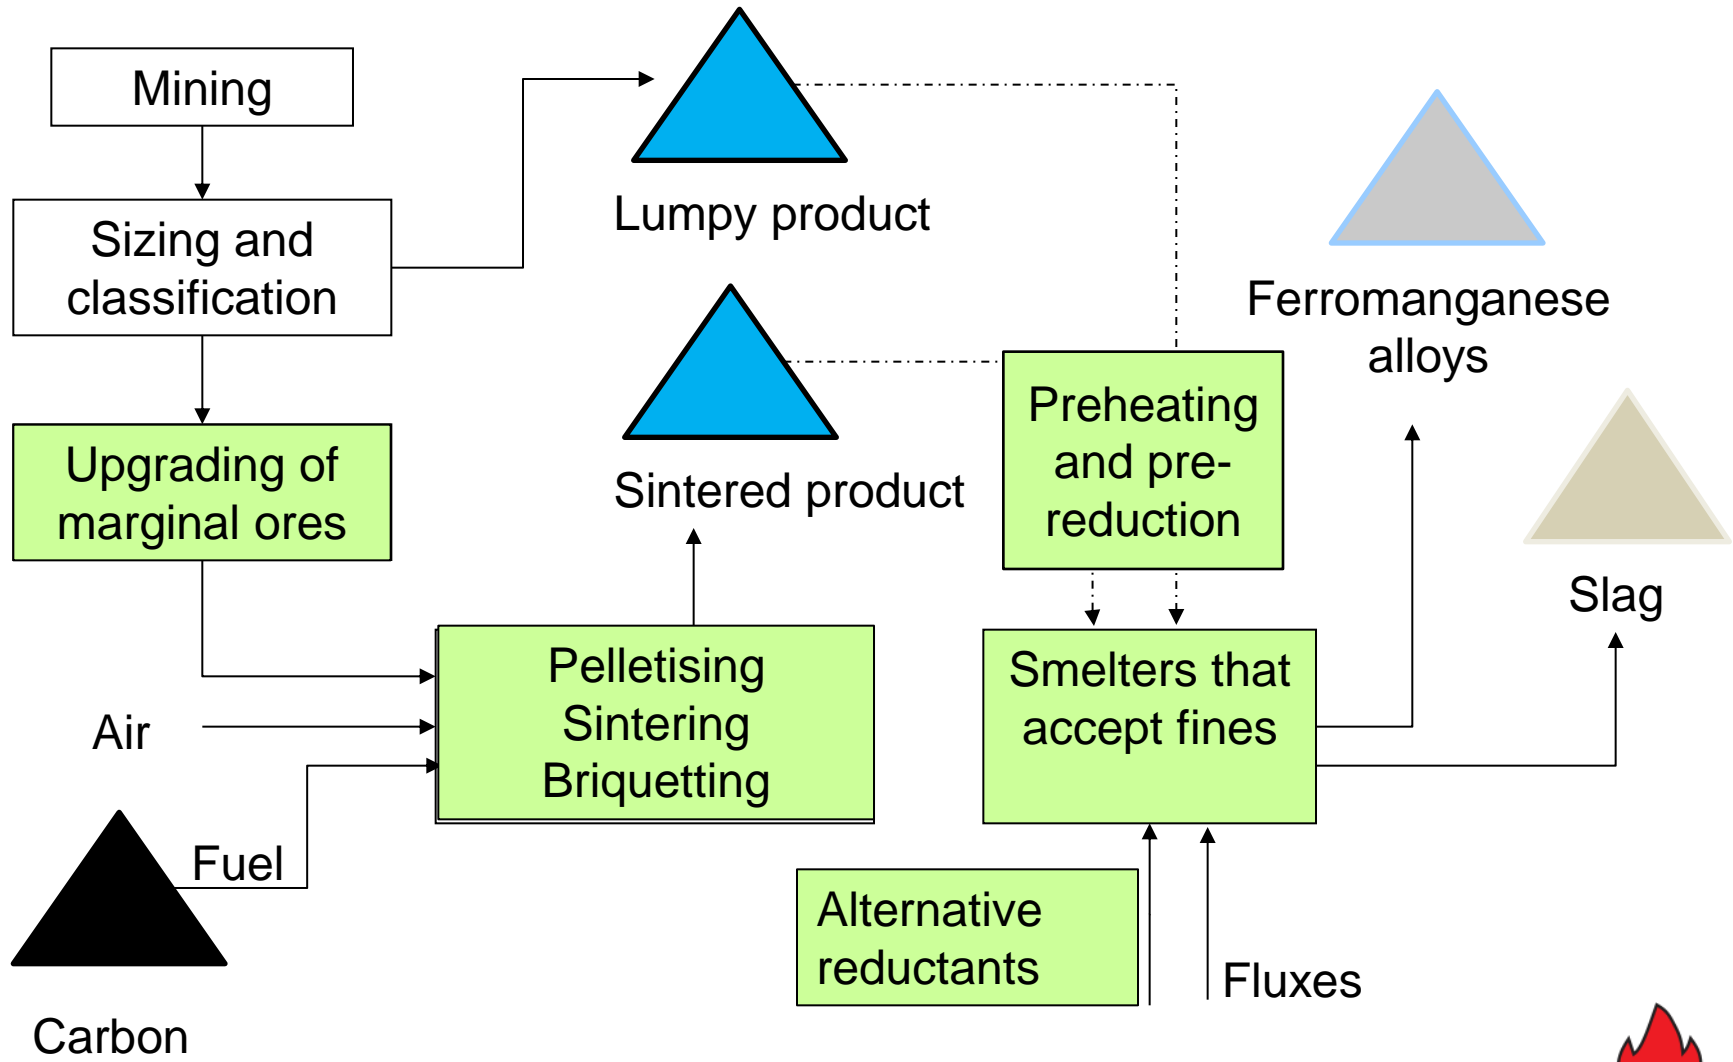 Mining
Sizing and
classification
Upgrading of
marginal ores
Air
Fuel
Carbon
Lumpy product
Sintered product
Pelletising
Sintering
Briquetting
Preheating
and pre-
reduction
Smelters that
accept fines
Alternative
reductants
Fluxes
Ferromanganese
alloys
Slag